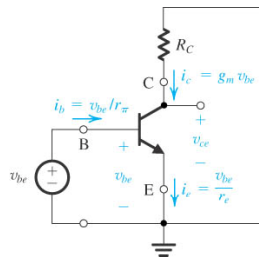 R_C
C
i_c = g_m v_be
i_b = v_be/r_π
B
+
+
v_ce
−
v_be
+
−
v_be
−
E
i_e = v_be/r_e